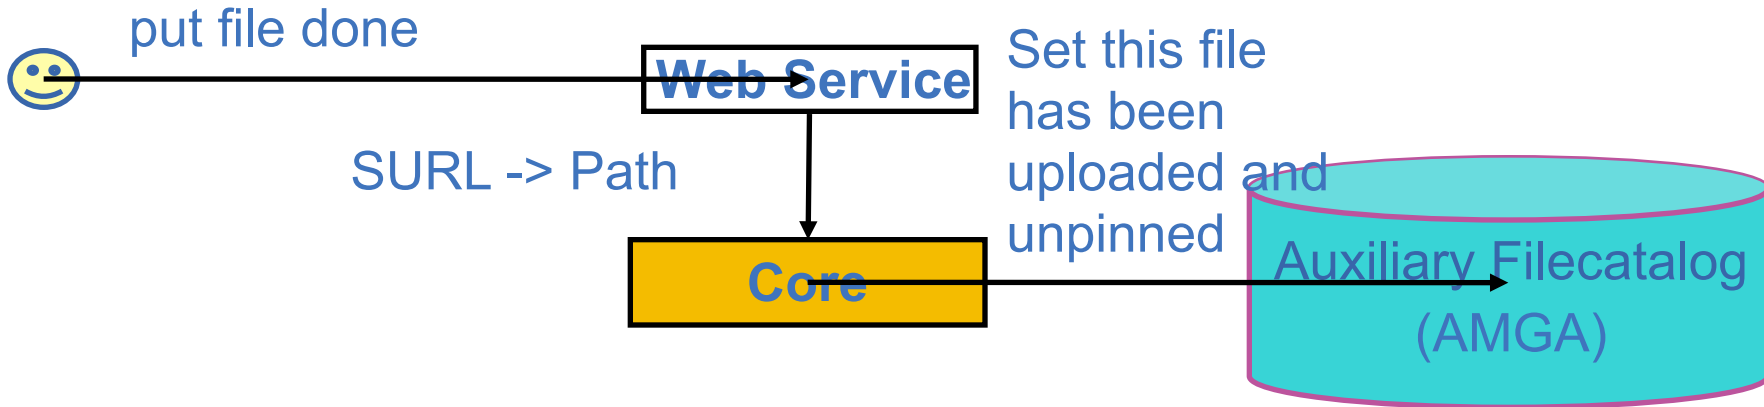 put file done
Web Service
Set this file
has been
uploaded and
unpinned
SURL -> Path
Core
Auxiliary Filecatalog
(AMGA)